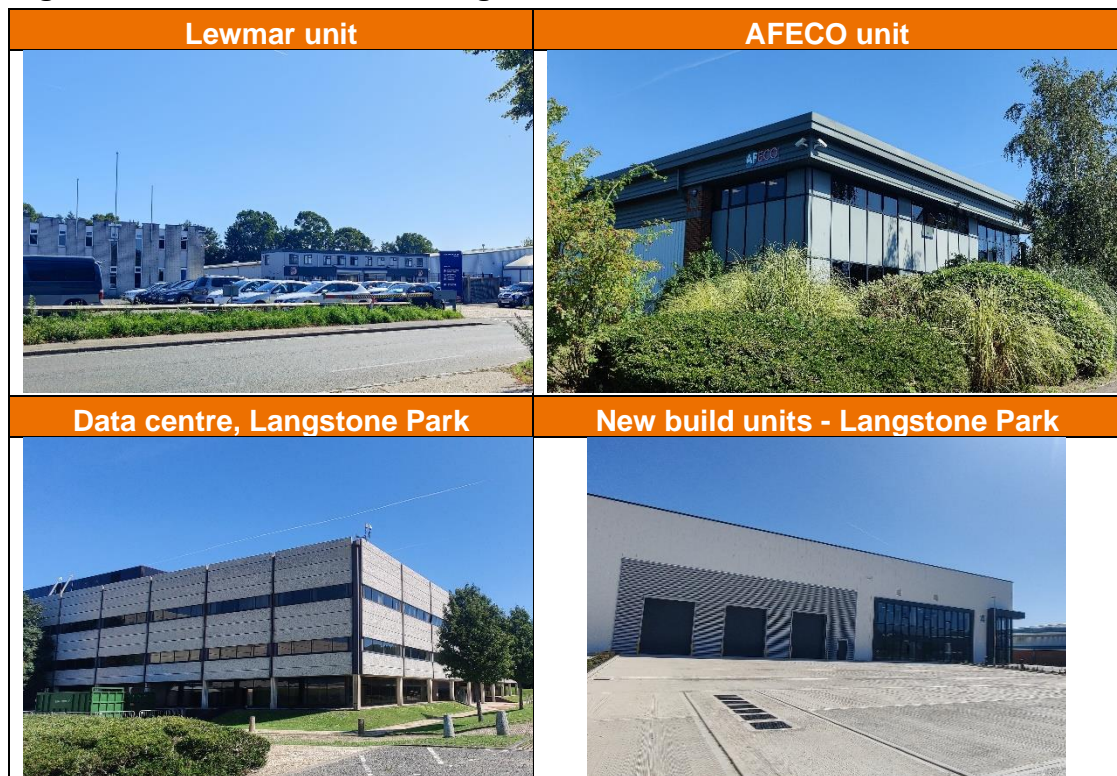 Lewmar unit
AFECO unit
AFECO
Data centre, Langstone Park
New build units - Langstone Park